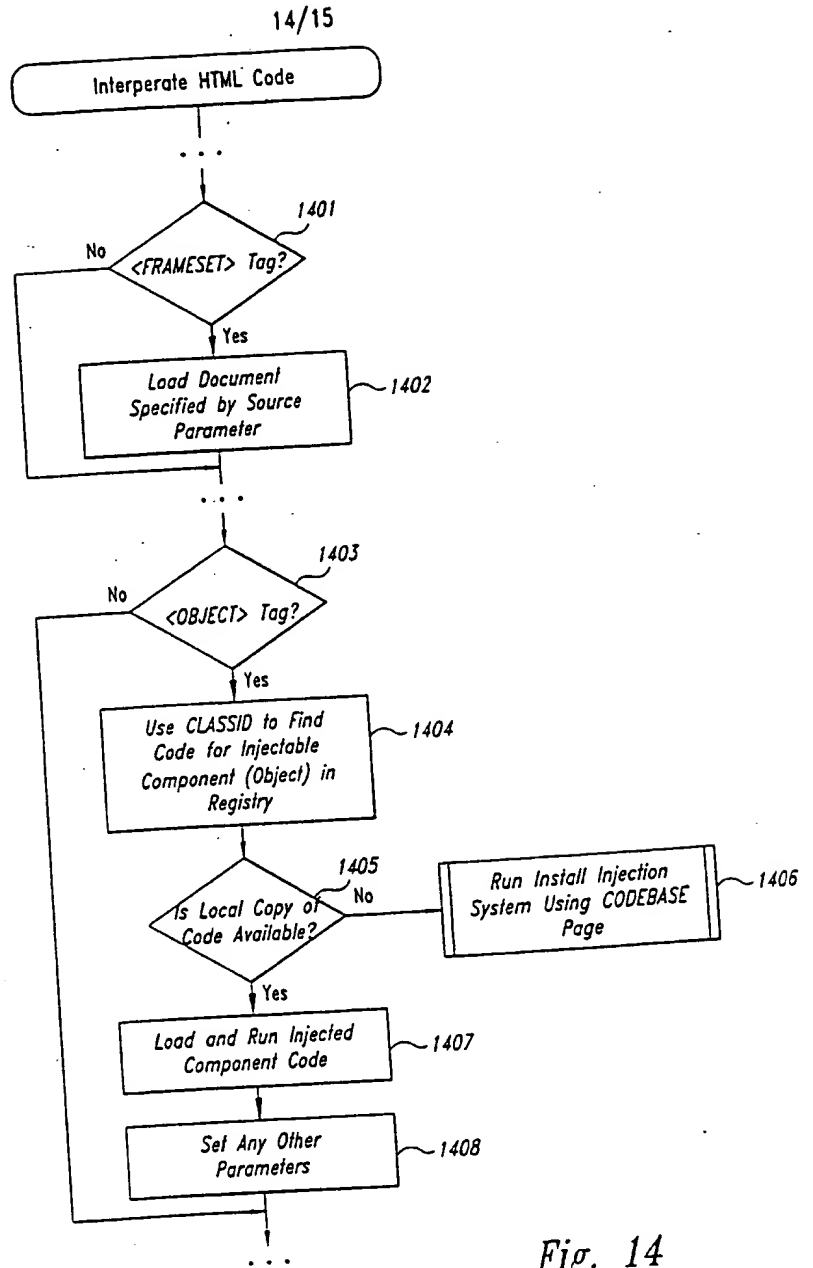 14/15
Interperate HTML Code
. . .
1401
No
<FRAMESET> Tag?
Yes
Load Document
Specified by Source
Parameter
1402
. . .
1403
No
<OBJECT> Tag?
Yes
Use CLASSID to Find
Code for Injectable
Component (Object) in
Registry
1404
1405
Is Local Copy of
Code Available?
No
Run Install Injection
System Using CODEBASE
Page
1406
Yes
Load and Run Injected
Component Code
1407
Set Any Other
Parameters
1408
. . .
Fig. 14